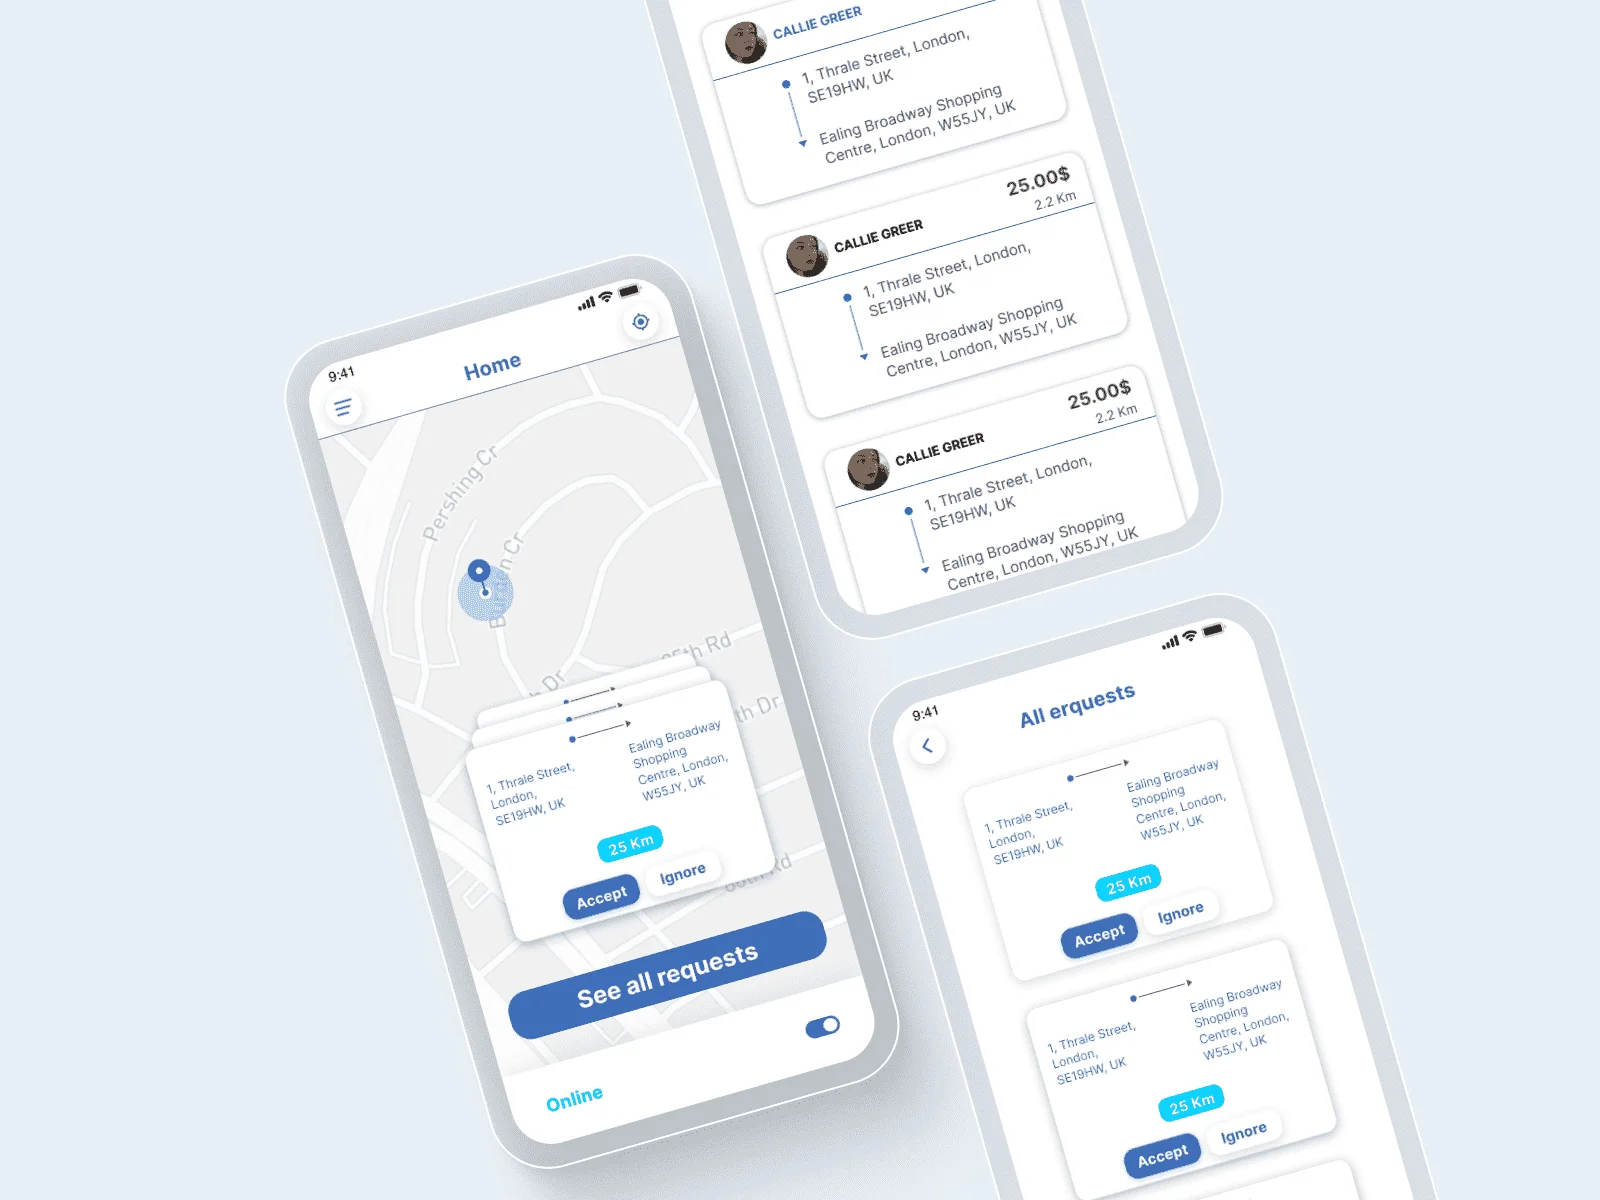 CALLIE GREER
1, Thrale Street, London,
SE19HW, UK
Ealing Broadway Shopping
Centre, London, W55JY, UK
25.00$
2.2 Km
CALLIE GREER
1, Thrale Street, London,
SE19HW, UK
Ealing Broadway Shopping
Centre, London, W55JY, UK
25.00$
2.2 Km
CALLIE GREER
1, Thrale Street, London,
SE19HW, UK
Ealing Broadway Shopping
Centre, London, W55JY, UK
9:41
Home
Pershing Cr
Cr
Rd
Dr
th Dr
Rd
1, Thrale Street,
London,
SE19HW, UK
Ealing Broadway
Shopping
Centre, London,
W55JY, UK
25 Km
Accept
Ignore
See all requests
Online
9:41
All erquests
1, Thrale Street,
London,
SE19HW, UK
Ealing Broadway
Shopping
Centre, London,
W55JY, UK
25 Km
Accept
Ignore
1, Thrale Street,
London,
SE19HW, UK
Ealing Broadway
Shopping
Centre, London,
W55JY, UK
25 Km
Accept
Ignore